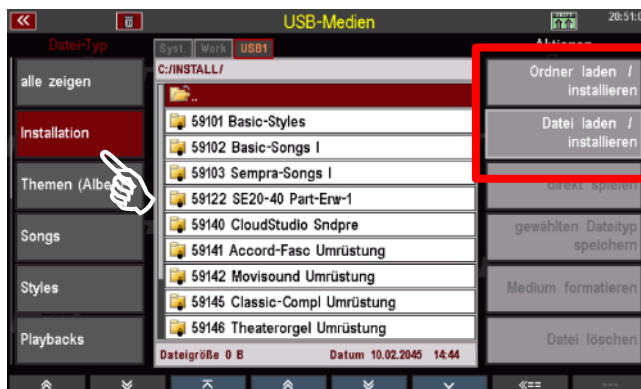 USB-Medien
20:51:0
Datei-Typ
Syst. Work USB1
Aktionen
C:/INSTALL/
alle zeigen
Installation
Themen (Albe
Songs
Styles
Playbacks
..
59101 Basic-Styles
59102 Basic-Songs I
59103 Sempra-Songs I
59122 SE20-40 Part-Erw-1
59140 CloudStudio Sndpre
59141 Accord-Fasc Umrüstung
59142 Movisound Umrüstung
59145 Classic-Compl Umrüstung
59146 Theaterorgel Umrüstung
Dateigröße 0 B Datum 10.02.2045 14:44
Ordner laden /
installieren
Datei laden /
installieren
direkt spielen
gewählten Dateityp
speichern
Medium formatieren
Datei löschen
«==
---